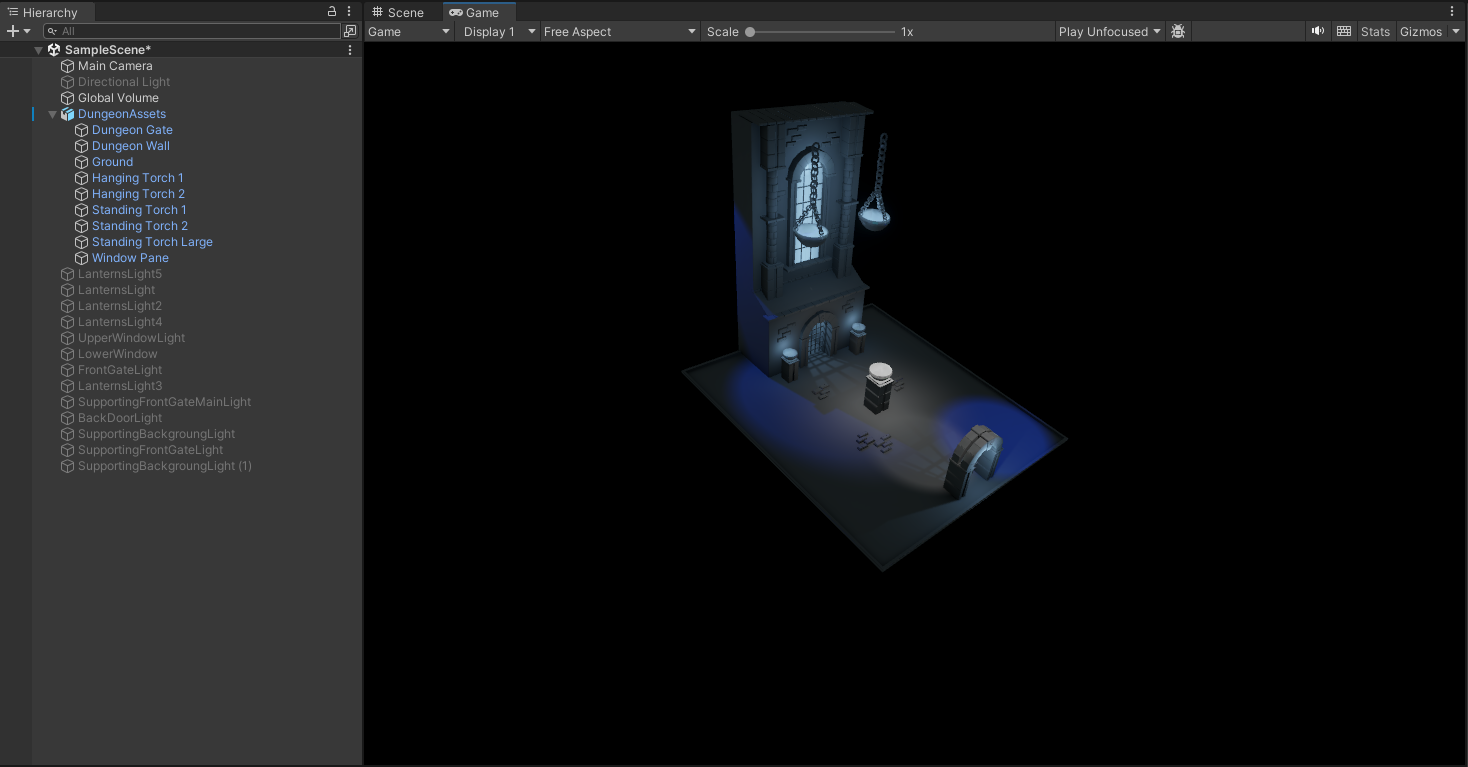 Hierarchy
Scene
Game
All
Game
Display 1
Free Aspect
Scale
1x
Play Unfocused
Stats
Gizmos
SampleScene*
Main Camera
Directional Light
Global Volume
DungeonAssets
Dungeon Gate
Dungeon Wall
Ground
Hanging Torch 1
Hanging Torch 2
Standing Torch 1
Standing Torch 2
Standing Torch Large
Window Pane
LanternsLight5
LanternsLight
LanternsLight2
LanternsLight4
UpperWindowLight
LowerWindow
FrontGateLight
LanternsLight3
SupportingFrontGateMainLight
BackDoorLight
SupportingBackgroungLight
SupportingFrontGateLight
SupportingBackgroungLight (1)